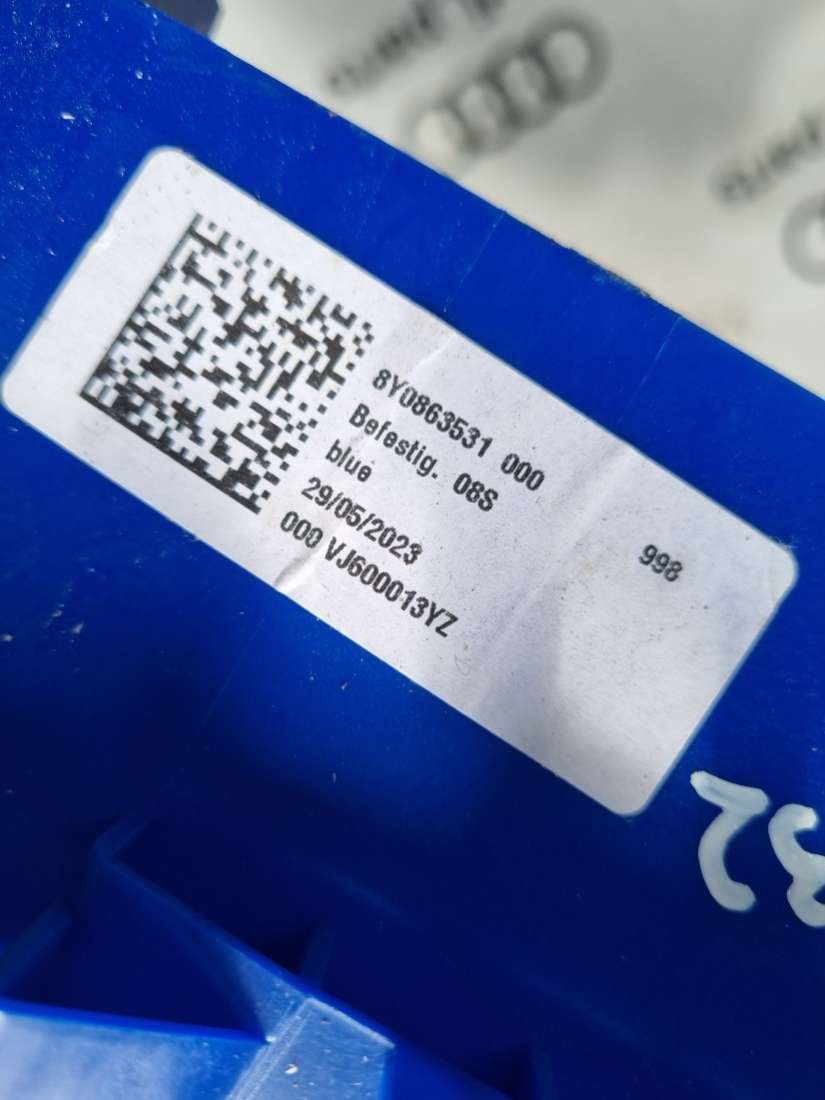 8Y0863531 000
Befestig. 08S
blue
29/05/2023
000 VJ600013YZ
998